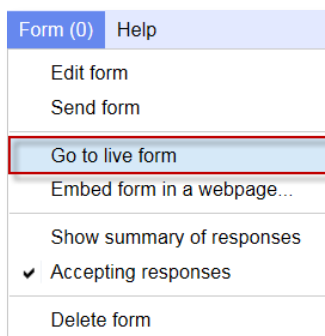 Form (0) Help
Edit form
Send form
Go to live form
Embed form in a webpage...
Show summary of responses
Accepting responses
Delete form